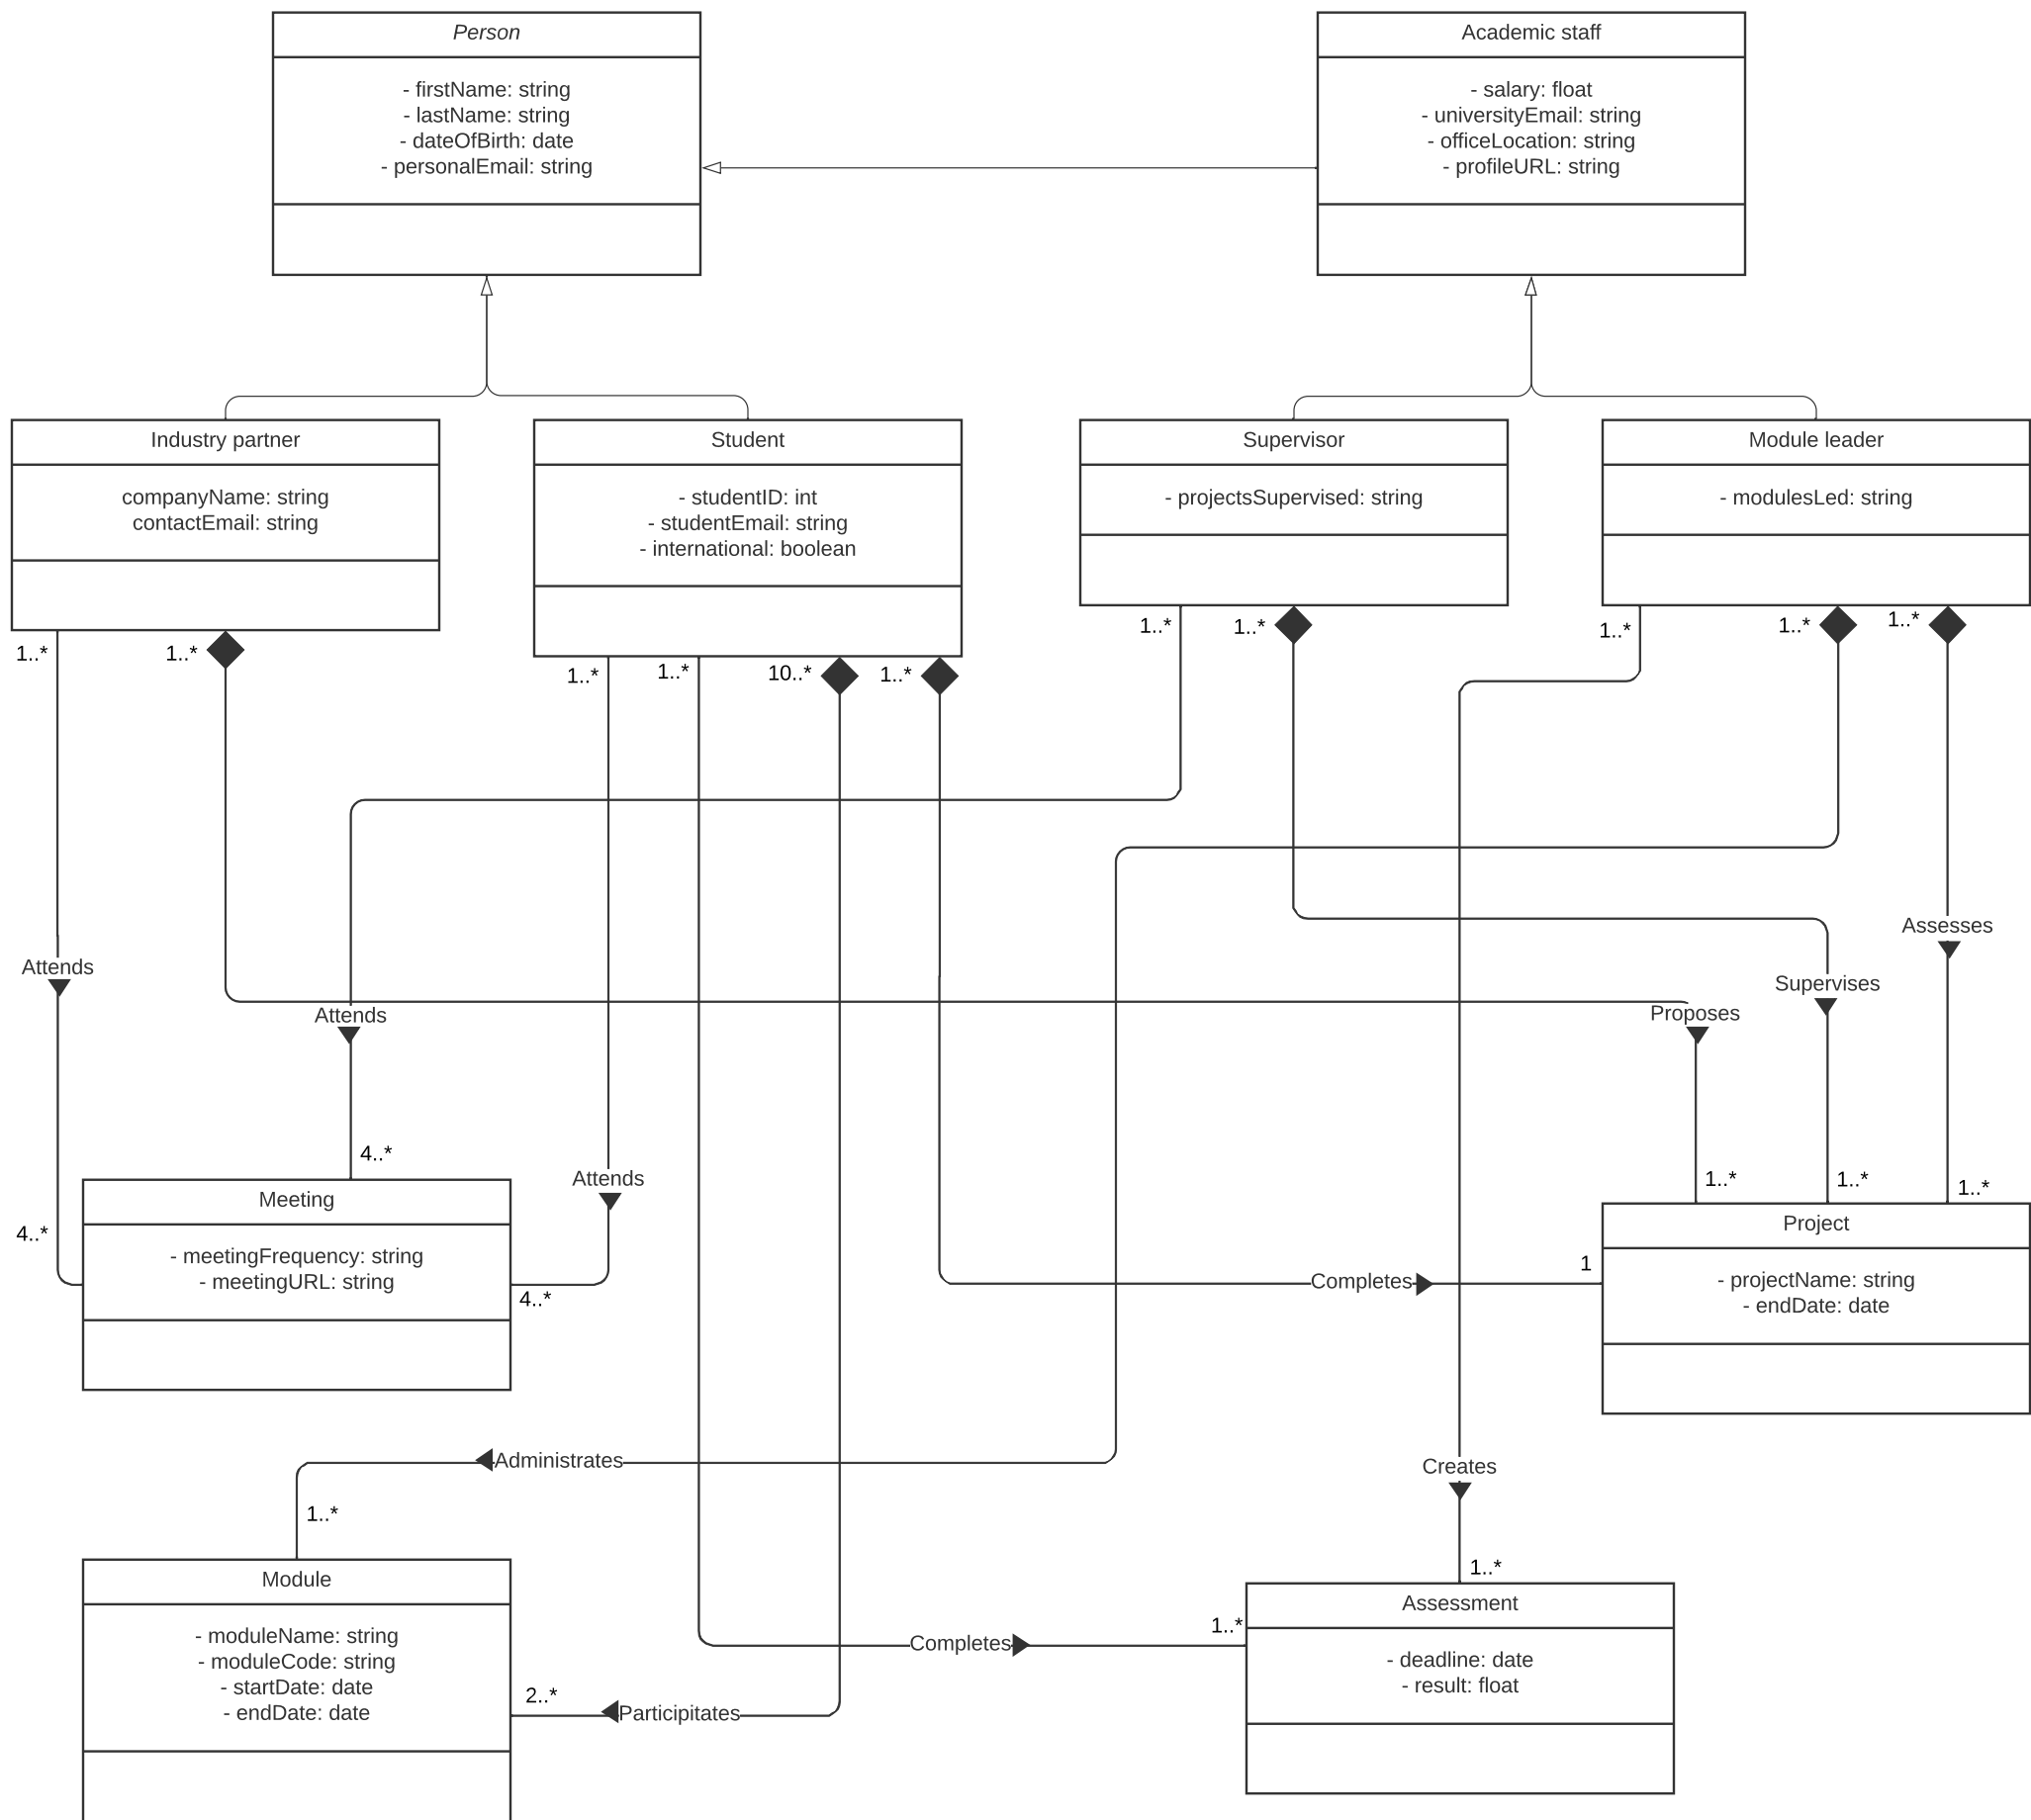 Person
- firstName: string
- lastName: string
- dateOfBirth: date
- personalEmail: string
Academic staff
- salary: float
- universityEmail: string
- officeLocation: string
- profileURL: string
Industry partner
companyName: string
contactEmail: string
Student
- studentID: int
- studentEmail: string
- international: boolean
Supervisor
- projectsSupervised: string
Module leader
- modulesLed: string
1..*
1..*
1..*
1..*
10..*
1..*
1..*
1..*
1..*
1..*
1..*
Assesses
Attends
Supervises
Attends
Proposes
4..*
Attends
1..*
1..*
1..*
4..*
Meeting
- meetingFrequency: string
- meetingURL: string
4..*
Completes
1
Project
- projectName: string
- endDate: date
Administrates
Creates
1..*
1..*
Module
- moduleName: string
- moduleCode: string
- startDate: date
- endDate: date
Completes
1..*
2..*
Participitates
Assessment
- deadline: date
- result: float